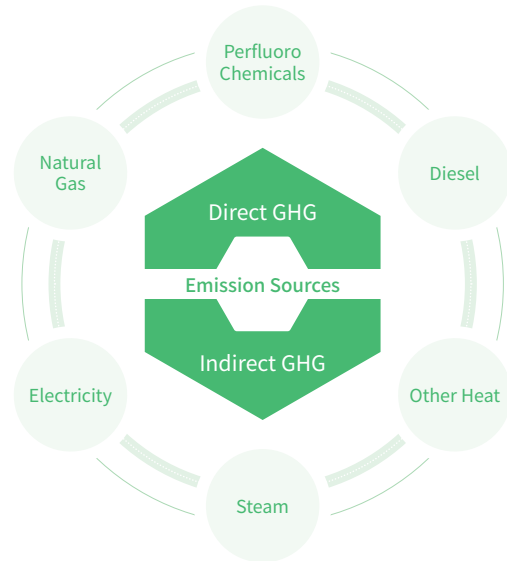 Perfluoro
Chemicals
Natural
Gas
Diesel
Direct GHG
Emission Sources
Indirect GHG
Electricity
Other Heat
Steam